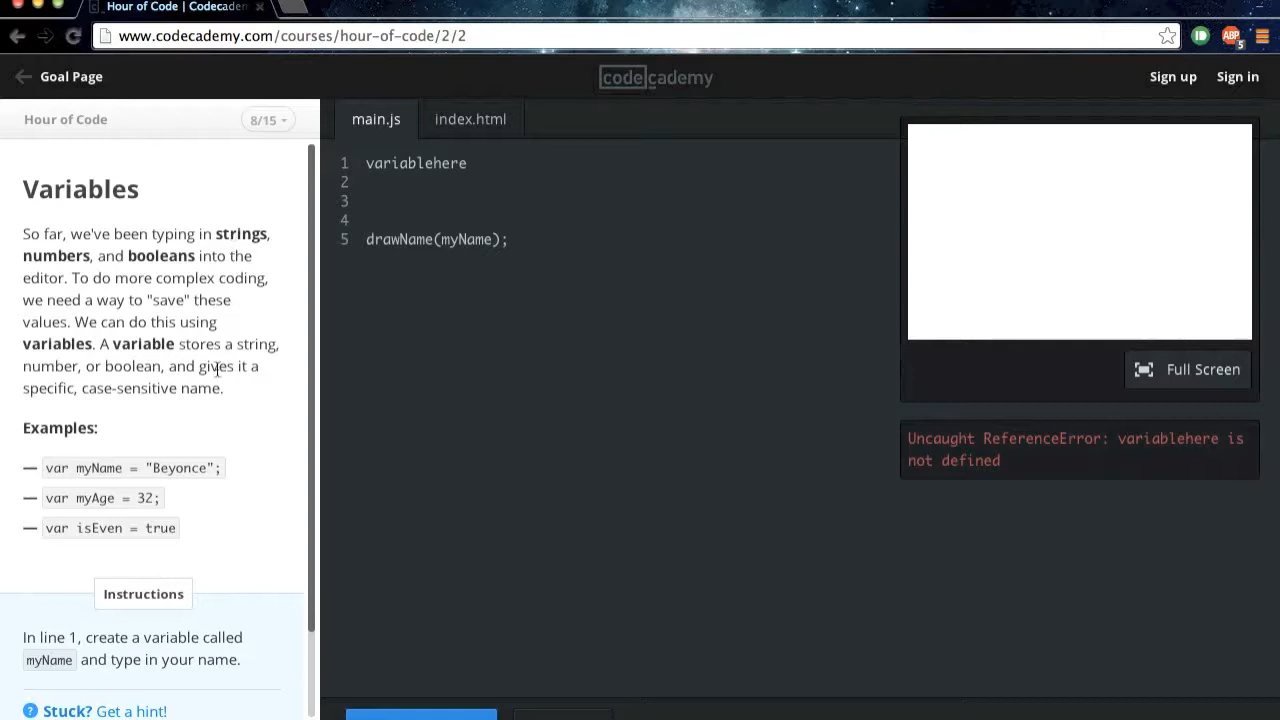 Hour of Code | Codecadem
www.codecademy.com/courses/hour-of-code/2/2
ABP
5
Goal Page
codecademy
Sign up
Sign in
Hour of Code
8/15
main.js
index.html
Variables
So far, we've been typing in strings,
numbers, and booleans into the
editor. To do more complex coding,
we need a way to "save" these
values. We can do this using
variables. A variable stores a string,
number, or boolean, and gives it a
specific, case-sensitive name.
Examples:
— var myName = "Beyonce";
— var myAge = 32;
— var isEven = true
Instructions
In line 1, create a variable called
myName and type in your name.
? Stuck? Get a hint!
1 variablehere
2
3
4
5 drawName(myName);
Full Screen
Uncaught ReferenceError: variablehere is
not defined